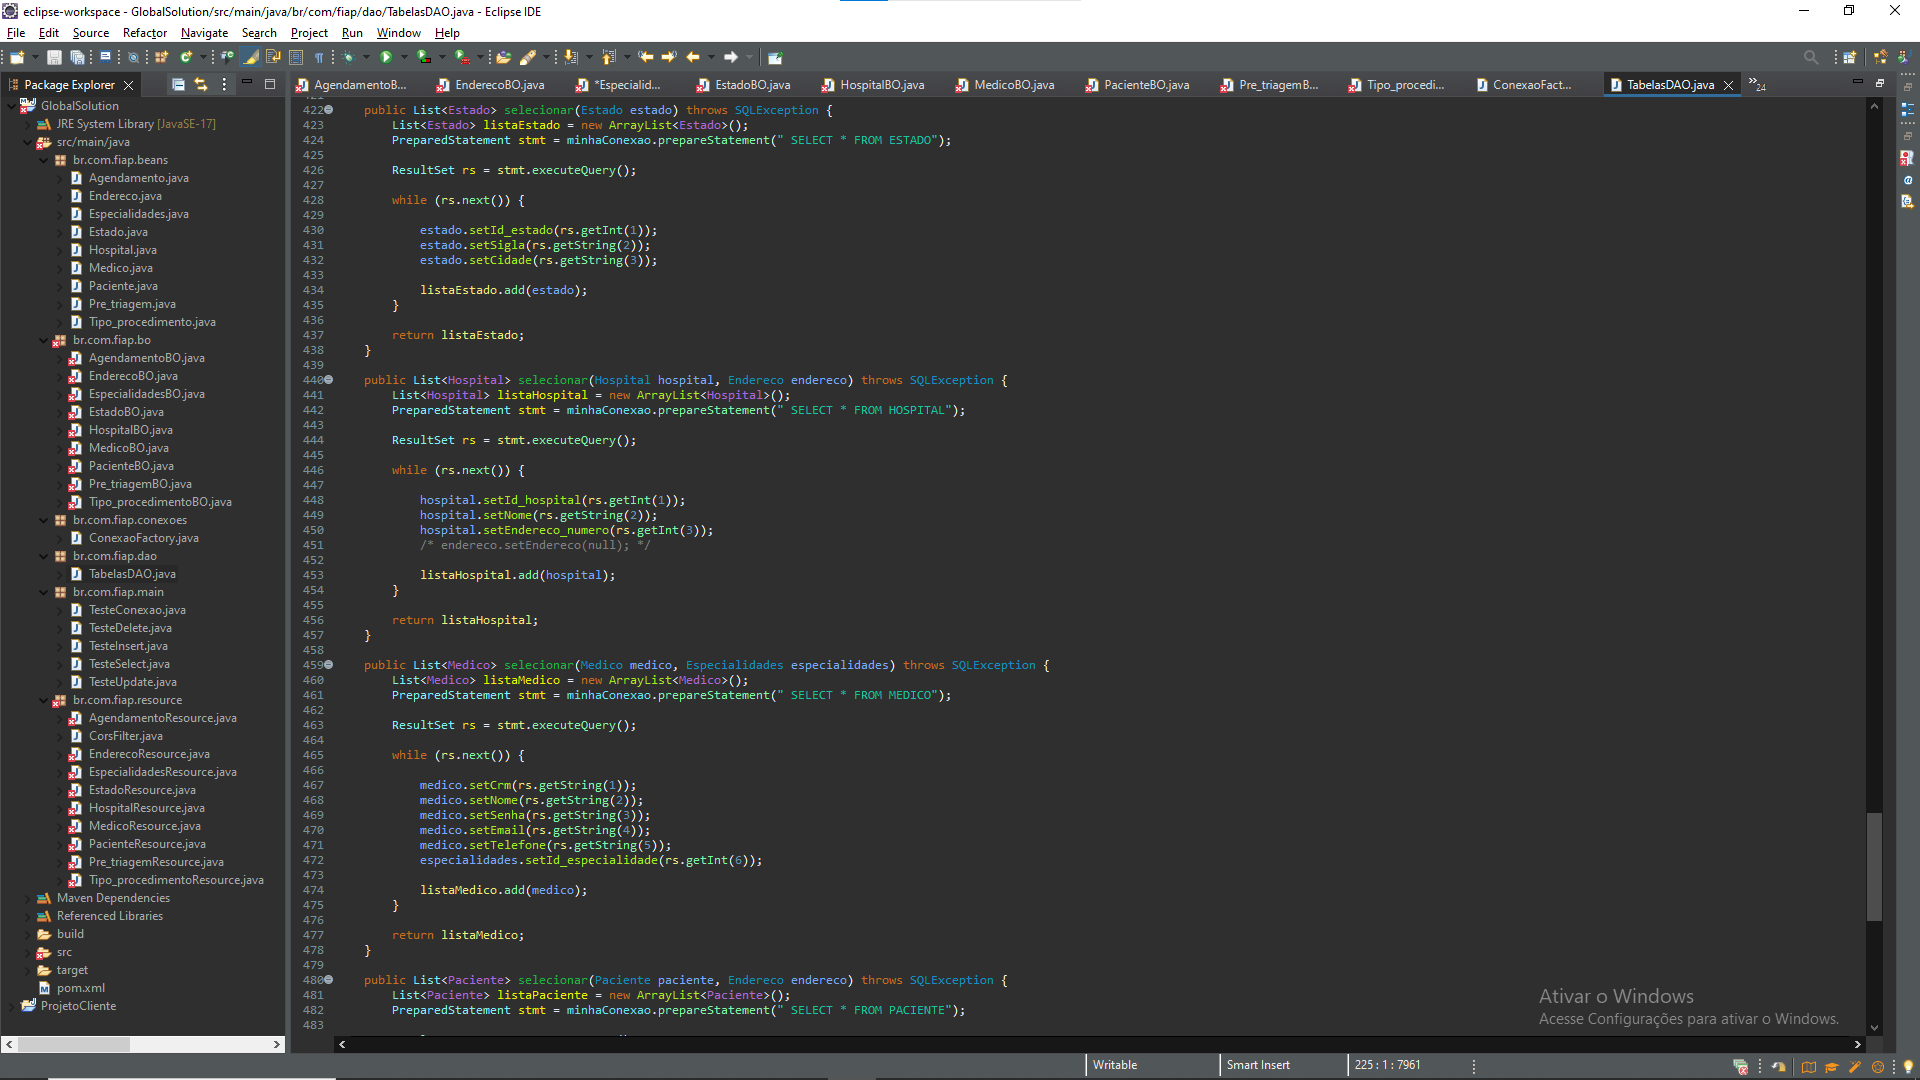 eclipse-workspace - GlobalSolution/src/main/java/br/com/fiap/dao/TabelasDAO.java - Eclipse IDE
File Edit Source Refactor Navigate Search Project Run Window Help
Package Explorer
AgendamentoB... EnderecoBO.java *Especialid... EstadoBO.java HospitalBO.java MedicoBO.java PacienteBO.java Pre_triagemB... Tipo_procedi... ConexaoFact... TabelasDAO.java »24
GlobalSolution
JRE System Library [JavaSE-17]
src/main/java
br.com.fiap.beans
Agendamento.java
Endereco.java
Especialidades.java
Estado.java
Hospital.java
Medico.java
Paciente.java
Pre_triagem.java
Tipo_procedimento.java
br.com.fiap.bo
AgendamentoBO.java
EnderecoBO.java
EspecialidadesBO.java
EstadoBO.java
HospitalBO.java
MedicoBO.java
PacienteBO.java
Pre_triagemBO.java
Tipo_procedimentoBO.java
br.com.fiap.conexoes
ConexaoFactory.java
br.com.fiap.dao
TabelasDAO.java
br.com.fiap.main
TesteConexao.java
TesteDelete.java
TesteInsert.java
TesteSelect.java
TesteUpdate.java
br.com.fiap.resource
AgendamentoResource.java
CorsFilter.java
EnderecoResource.java
EspecialidadesResource.java
EstadoResource.java
HospitalResource.java
MedicoResource.java
PacienteResource.java
Pre_triagemResource.java
Tipo_procedimentoResource.java
Maven Dependencies
Referenced Libraries
build
src
target
pom.xml
ProjetoCliente
422 public List<Estado> selecionar(Estado estado) throws SQLException {
423 List<Estado> listaEstado = new ArrayList<Estado>();
424 PreparedStatement stmt = minhaConexao.prepareStatement(" SELECT * FROM ESTADO");
425
426 ResultSet rs = stmt.executeQuery();
427
428 while (rs.next()) {
429
430 estado.setId_estado(rs.getInt(1));
431 estado.setSigla(rs.getString(2));
432 estado.setCidade(rs.getString(3));
433
434 listaEstado.add(estado);
435 }
436
437 return listaEstado;
438 }
439
440 public List<Hospital> selecionar(Hospital hospital, Endereco endereco) throws SQLException {
441 List<Hospital> listaHospital = new ArrayList<Hospital>();
442 PreparedStatement stmt = minhaConexao.prepareStatement(" SELECT * FROM HOSPITAL");
443
444 ResultSet rs = stmt.executeQuery();
445
446 while (rs.next()) {
447
448 hospital.setId_hospital(rs.getInt(1));
449 hospital.setNome(rs.getString(2));
450 hospital.setEndereco_numero(rs.getInt(3));
451 /* endereco.setEndereco(null); */
452
453 listaHospital.add(hospital);
454 }
455
456 return listaHospital;
457 }
458
459 public List<Medico> selecionar(Medico medico, Especialidades especialidades) throws SQLException {
460 List<Medico> listaMedico = new ArrayList<Medico>();
461 PreparedStatement stmt = minhaConexao.prepareStatement(" SELECT * FROM MEDICO");
462
463 ResultSet rs = stmt.executeQuery();
464
465 while (rs.next()) {
466
467 medico.setCrm(rs.getString(1));
468 medico.setNome(rs.getString(2));
469 medico.setSenha(rs.getString(3));
470 medico.setEmail(rs.getString(4));
471 medico.setTelefone(rs.getString(5));
472 especialidades.setId_especialidade(rs.getInt(6));
473
474 listaMedico.add(medico);
475 }
476
477 return listaMedico;
478 }
479
480 public List<Paciente> selecionar(Paciente paciente, Endereco endereco) throws SQLException {
481 List<Paciente> listaPaciente = new ArrayList<Paciente>();
482 PreparedStatement stmt = minhaConexao.prepareStatement(" SELECT * FROM PACIENTE");
483
Ativar o Windows
Acesse Configurações para ativar o Windows.
Writable Smart Insert 225 : 1 : 7961